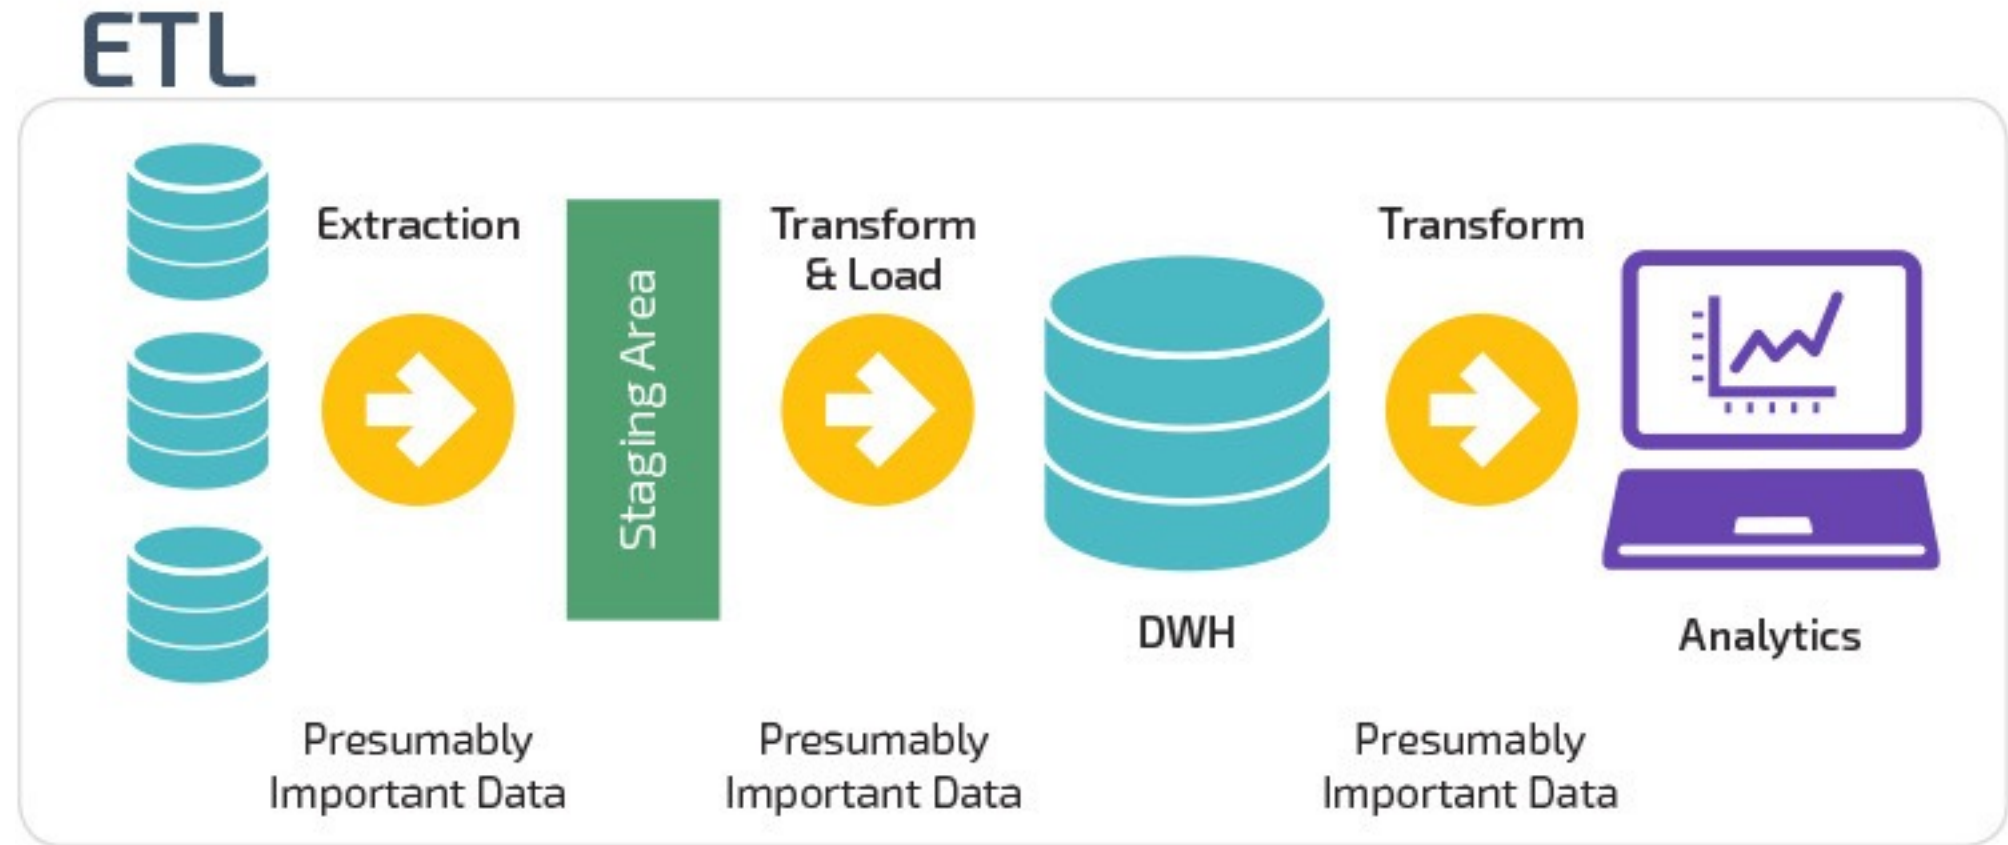 ETL
Extraction
Staging Area
Transform
& Load
Transform
DWH
Analytics
Presumably
Important Data
Presumably
Important Data
Presumably
Important Data